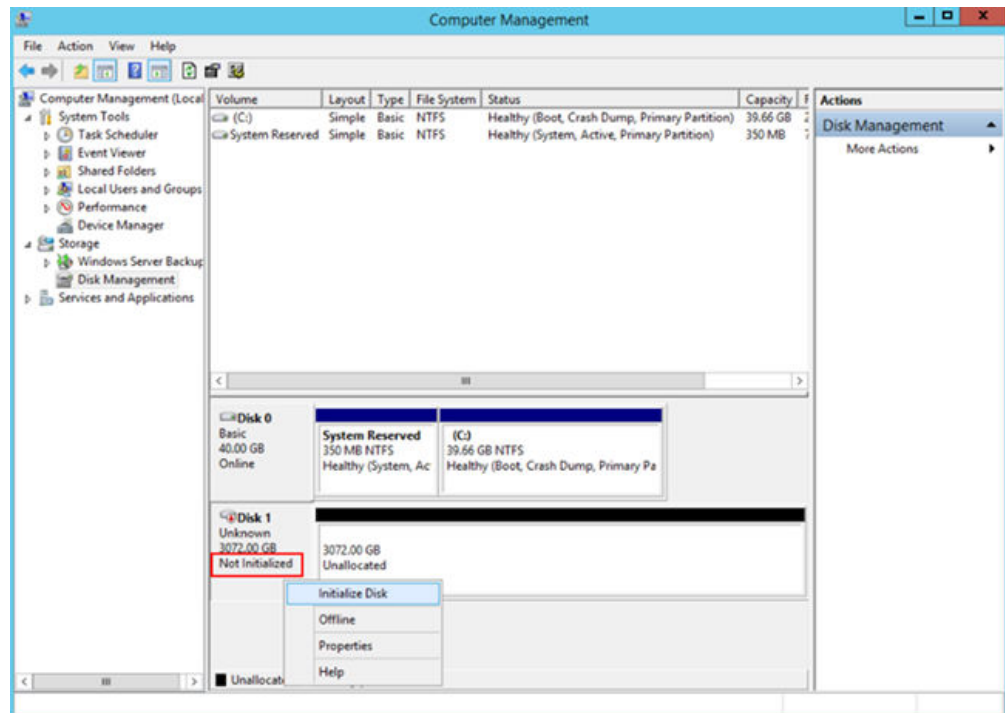 Computer Management
File Action View Help
Computer Management (Local
System Tools
Task Scheduler
Event Viewer
Shared Folders
Local Users and Groups
Performance
Device Manager
Storage
Windows Server Backup
Disk Management
Services and Applications
Volume Layout Type File System Status Capacity
(C:) Simple Basic NTFS Healthy (Boot, Crash Dump, Primary Partition) 39.66 GB
System Reserved Simple Basic NTFS Healthy (System, Active, Primary Partition) 350 MB
Actions
Disk Management
More Actions
Disk 0
Basic
40.00 GB
Online
System Reserved
350 MB NTFS
Healthy (System, Ac
(C:)
39.66 GB NTFS
Healthy (Boot, Crash Dump, Primary Pa
Disk 1
Unknown
3072.00 GB
Not Initialized
3072.00 GB
Unallocated
Initialize Disk
Offline
Properties
Help
Unallocat